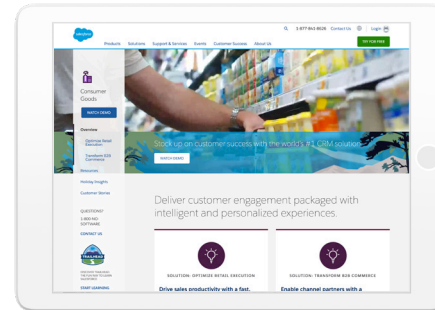 salesforce
1-877-841-8628 Contact Us Login
Products Solutions Support & Services Events Customer Success About Us
TRY FOR FREE
Consumer
Goods
WATCH DEMO
Overview
Optimize Retail
Execution
Transform B2B
Commerce
Resources
Holiday Insights
Customer Stories
QUESTIONS?
1-800-NO
SOFTWARE
CONTACT US
TRAILHEAD
START LEARNING
Stock up on customer success with the world's #1 CRM solution.
WATCH DEMO
Deliver customer engagement packaged with
intelligent and personalized experiences.
SOLUTION: OPTIMIZE RETAIL EXECUTION
Drive sales productivity with a fast,
SOLUTION: TRANSFORM B2B COMMERCE
Enable channel partners with a